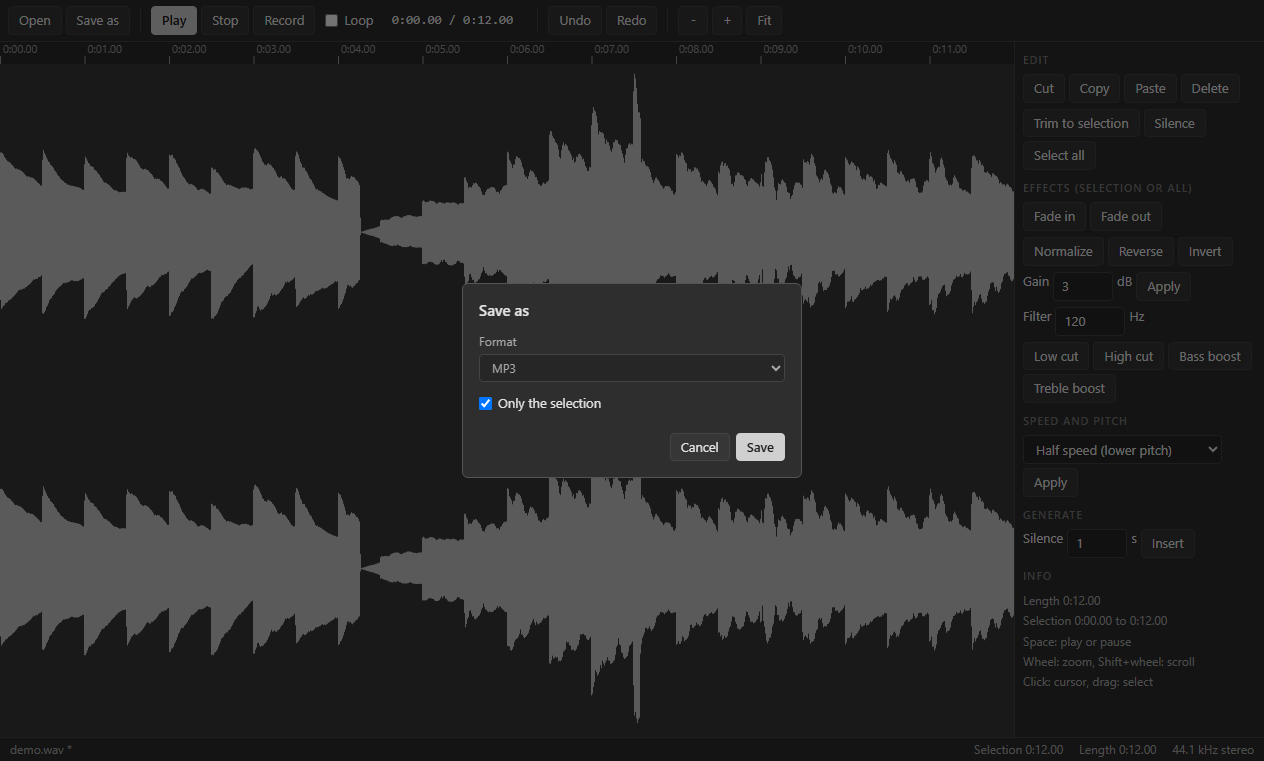 Open Save as Play Stop Record Loop 0:00.00 / 0:12.00 Undo Redo - + Fit
0:00.00 0:01.00 0:02.00 0:03.00 0:04.00 0:05.00 0:06.00 0:07.00 0:08.00 0:09.00 0:10.00 0:11.00
EDIT
Cut Copy Paste Delete
Trim to selection Silence
Select all
EFFECTS (SELECTION OR ALL)
Fade in Fade out
Normalize Reverse Invert
Gain 3 dB Apply
Filter 120 Hz
Low cut High cut Bass boost
Treble boost
SPEED AND PITCH
Half speed (lower pitch)
Apply
GENERATE
Silence 1 s Insert
INFO
Length 0:12.00
Selection 0:00.00 to 0:12.00
Space: play or pause
Wheel: zoom, Shift+wheel: scroll
Click: cursor, drag: select
Save as
Format
MP3
Only the selection
Cancel Save
demo.wav * Selection 0:12.00 Length 0:12.00 44.1 kHz stereo